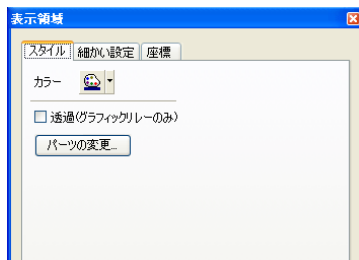 表示領域
スタイル 細かい設定 座標
カラー
透過(グラフィックリレーのみ)
パーツの変更...